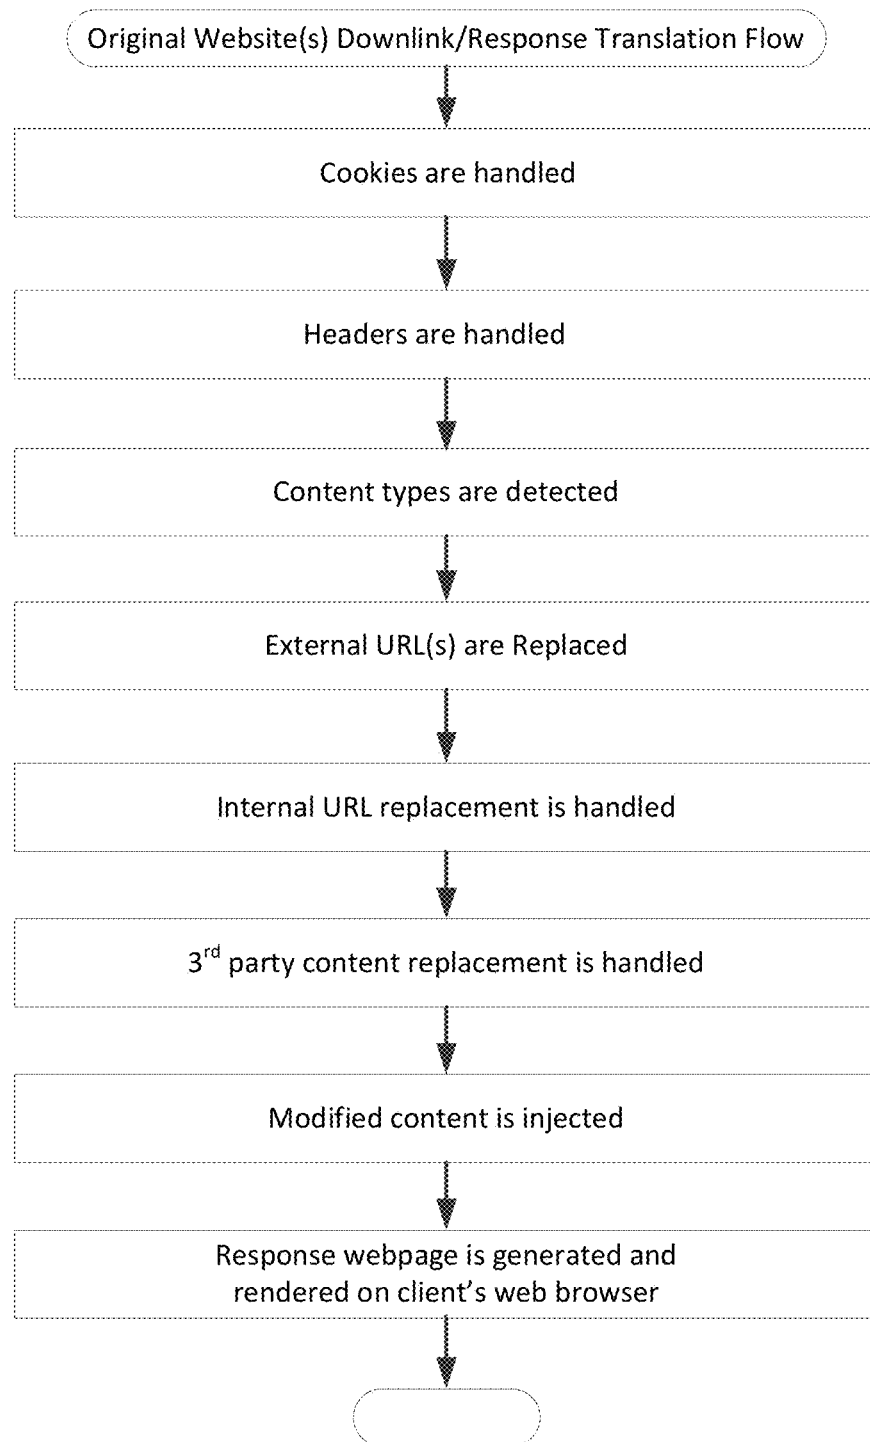 Original Website(s) Downlink/Response Translation Flow
Cookies are handled
Headers are handled
Content types are detected
External URL(s) are Replaced
Internal URL replacement is handled
3rd party content replacement is handled
Modified content is injected
Response webpage is generated and
rendered on client's web browser